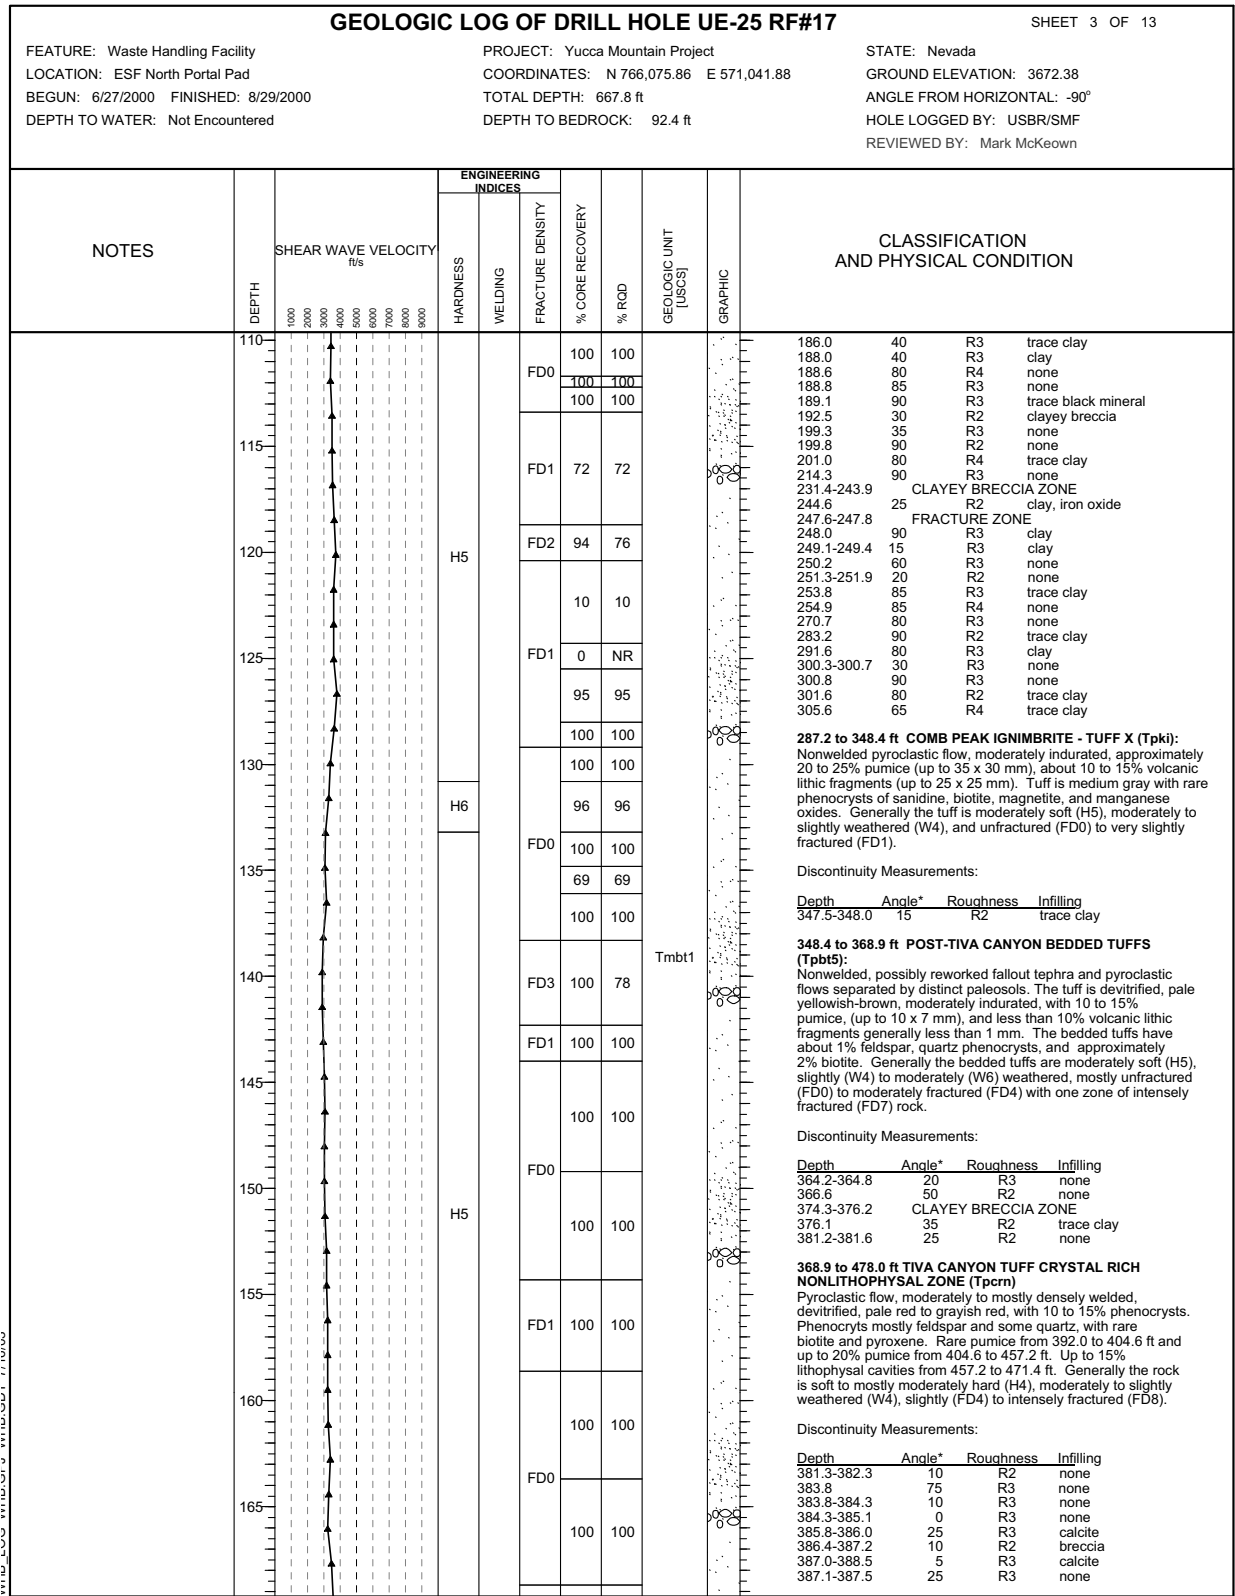 GEOLOGIC LOG OF DRILL HOLE UE-25 RF#17
SHEET 3 OF 13
FEATURE: Waste Handling Facility
PROJECT: Yucca Mountain Project
STATE: Nevada
LOCATION: ESF North Portal Pad
COORDINATES: N 766,075.86 E 571,041.88
GROUND ELEVATION: 3672.38
BEGUN: 6/27/2000 FINISHED: 8/29/2000
TOTAL DEPTH: 667.8 ft
ANGLE FROM HORIZONTAL: -90°
DEPTH TO WATER: Not Encountered
DEPTH TO BEDROCK: 92.4 ft
HOLE LOGGED BY: USBR/SMF
REVIEWED BY: Mark McKeown
NOTES
DEPTH
SHEAR WAVE VELOCITY
ft/s
1000 2000 3000 4000 5000 6000 7000 8000 9000
ENGINEERING
INDICES
HARDNESS
WELDING
FRACTURE DENSITY
% CORE RECOVERY
% RQD
GEOLOGIC UNIT
[USCS]
GRAPHIC
CLASSIFICATION
AND PHYSICAL CONDITION
110
115
120
125
130
135
140
145
150
155
160
165
H5
H6
H5
FD0
FD1
FD2
FD1
FD0
FD3
FD1
FD0
FD1
FD0
100 100
100 100
100 100
72 72
94 76
10 10
0 NR
95 95
100 100
100 100
96 96
100 100
69 69
100 100
100 78
100 100
100 100
100 100
100 100
100 100
100 100
Tmbt1
186.0 40 R3 trace clay
188.0 40 R3 clay
188.6 80 R4 none
188.8 85 R3 none
189.1 90 R3 trace black mineral
192.5 30 R2 clayey breccia
199.3 35 R3 none
199.8 90 R2 none
201.0 80 R4 trace clay
214.3 90 R3 none
231.4-243.9 CLAYEY BRECCIA ZONE
244.6 25 R2 clay, iron oxide
247.6-247.8 FRACTURE ZONE
248.0 90 R3 clay
249.1-249.4 15 R3 clay
250.2 60 R3 none
251.3-251.9 20 R2 none
253.8 85 R3 trace clay
254.9 85 R4 none
270.7 80 R3 none
283.2 90 R2 trace clay
291.6 80 R3 clay
300.3-300.7 30 R3 none
300.8 90 R3 none
301.6 80 R2 trace clay
305.6 65 R4 trace clay
287.2 to 348.4 ft COMB PEAK IGNIMBRITE - TUFF X (Tpki):
Nonwelded pyroclastic flow, moderately indurated, approximately
20 to 25% pumice (up to 35 x 30 mm), about 10 to 15% volcanic
lithic fragments (up to 25 x 25 mm). Tuff is medium gray with rare
phenocrysts of sanidine, biotite, magnetite, and manganese
oxides. Generally the tuff is moderately soft (H5), moderately to
slightly weathered (W4), and unfractured (FD0) to very slightly
fractured (FD1).
Discontinuity Measurements:
Depth Angle* Roughness Infilling
347.5-348.0 15 R2 trace clay
348.4 to 368.9 ft POST-TIVA CANYON BEDDED TUFFS
(Tpbt5):
Nonwelded, possibly reworked fallout tephra and pyroclastic
flows separated by distinct paleosols. The tuff is devitrified, pale
yellowish-brown, moderately indurated, with 10 to 15%
pumice, (up to 10 x 7 mm), and less than 10% volcanic lithic
fragments generally less than 1 mm. The bedded tuffs have
about 1% feldspar, quartz phenocrysts, and approximately
2% biotite. Generally the bedded tuffs are moderately soft (H5),
slightly (W4) to moderately (W6) weathered, mostly unfractured
(FD0) to moderately fractured (FD4) with one zone of intensely
fractured (FD7) rock.
Discontinuity Measurements:
Depth Angle* Roughness Infilling
364.2-364.8 20 R3 none
366.6 50 R2 none
374.3-376.2 CLAYEY BRECCIA ZONE
376.1 35 R2 trace clay
381.2-381.6 25 R2 none
368.9 to 478.0 ft TIVA CANYON TUFF CRYSTAL RICH
NONLITHOPHYSAL ZONE (Tpcrn)
Pyroclastic flow, moderately to mostly densely welded,
devitrified, pale red to grayish red, with 10 to 15% phenocrysts.
Phenocryts mostly feldspar and some quartz, with rare
biotite and pyroxene. Rare pumice from 392.0 to 404.6 ft and
up to 20% pumice from 404.6 to 457.2 ft. Up to 15%
lithophysal cavities from 457.2 to 471.4 ft. Generally the rock
is soft to mostly moderately hard (H4), moderately to slightly
weathered (W4), slightly (FD4) to intensely fractured (FD8).
Discontinuity Measurements:
Depth Angle* Roughness Infilling
381.3-382.3 10 R2 none
383.8 75 R3 none
383.8-384.3 10 R3 none
384.3-385.1 0 R3 none
385.8-386.0 25 R3 calcite
386.4-387.2 10 R2 breccia
387.0-388.5 5 R3 calcite
387.1-387.5 25 R3 none